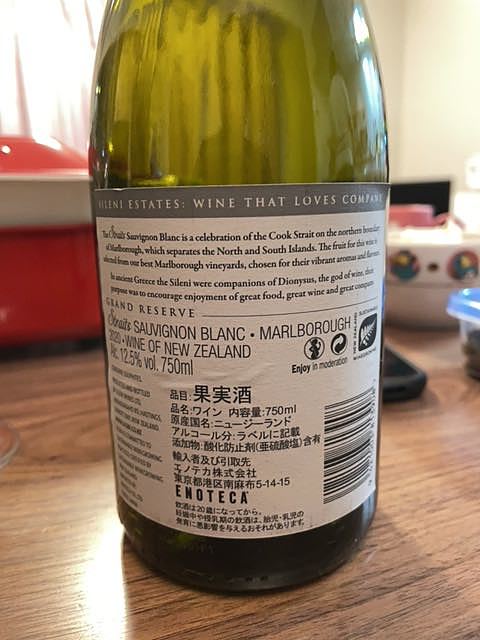 SILENI ESTATES: WINE THAT LOVES COMPANY
The Straits Sauvignon Blanc is a celebration of the Cook Strait on the northern boundary
of Marlborough, which separates the North and South Islands. The fruit for this wine is
selected from our best Marlborough vineyards, chosen for their vibrant aromas and flavours.
In ancient Greece the Sileni were companions of Dionysus, the god of wine, their
purpose was to encourage enjoyment of great food, great wine and great company.
GRAND RESERVE
Straits SAUVIGNON BLANC • MARLBOROUGH
2020 • WINE OF NEW ZEALAND
Alc. 12.5% vol. 750ml
Enjoy in moderation
NEW ZEALAND
SUSTAINABLE
WINEGROWING
品目: 果実酒
品名:ワイン 内容量:750ml
原産国名:ニュージーランド
アルコール分:ラベルに記載
添加物:酸化防止剤(亜硫酸塩)含有
輸入者及び引取先
エノテカ株式会社
東京都港区南麻布5-14-15
ENOTECA
飲酒は20歳になってから。
妊娠中や授乳期の飲酒は、胎児・乳児の
発育に悪影響を与えるおそれがあります。